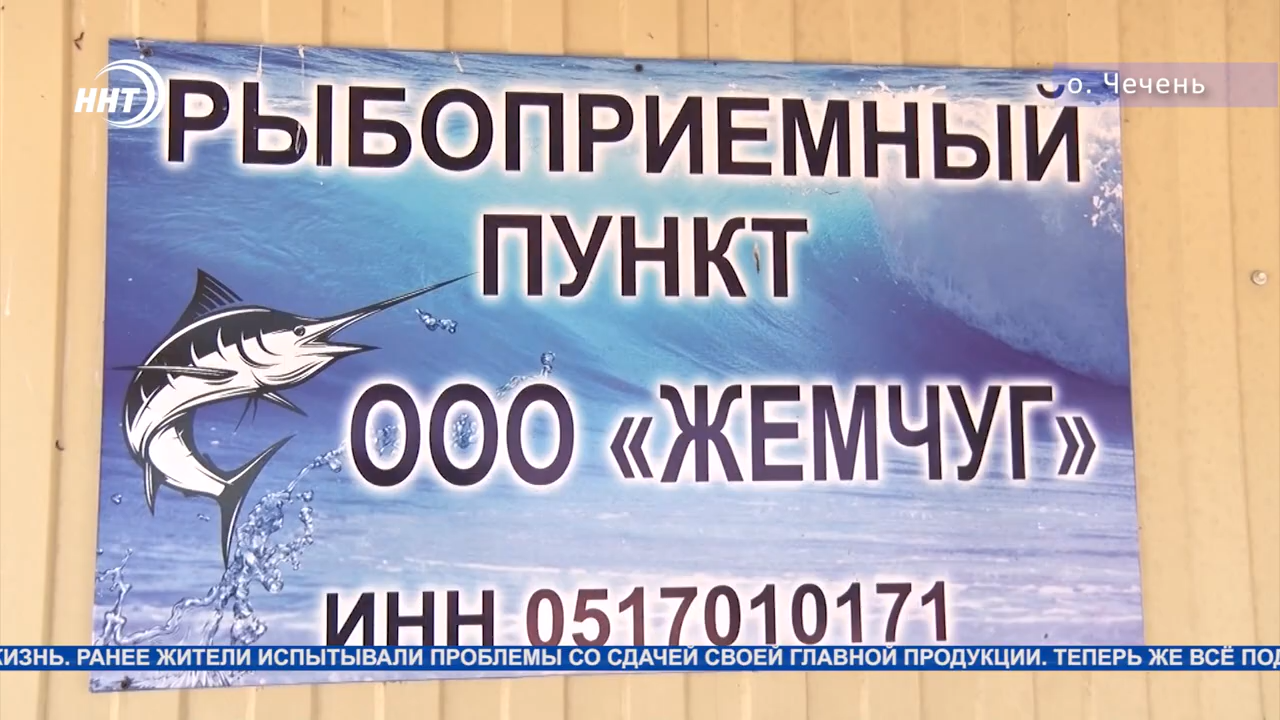 ННТ
о. Чечень
РЫБОПРИЕМНЫЙ
ПУНКТ
ООО «ЖЕМЧУГ»
ИНН 0517010171
ЖИЗНЬ. РАНЕЕ ЖИТЕЛИ ИСПЫТЫВАЛИ ПРОБЛЕМЫ СО СДАЧЕЙ СВОЕЙ ГЛАВНОЙ ПРОДУКЦИИ. ТЕПЕРЬ ЖЕ ВСЁ